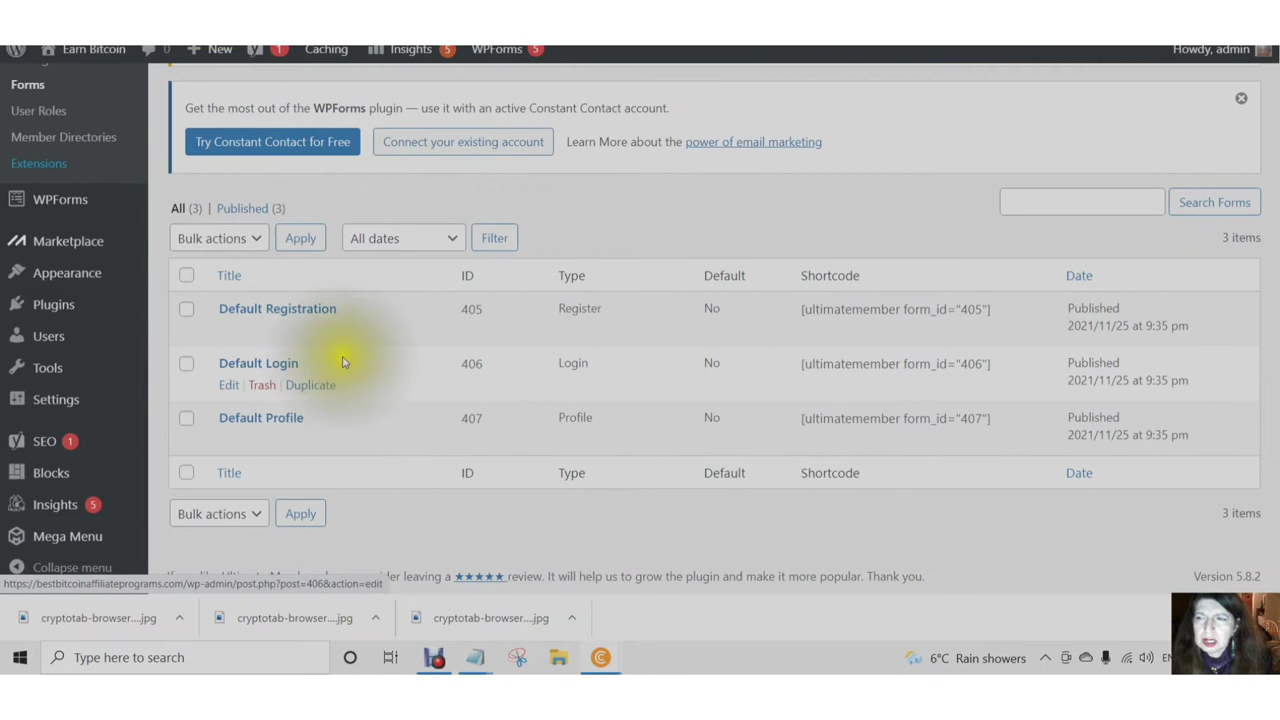 Earn Bitcoin 0 New 1 Caching Insights 5 WPForms 5 Howdy, admin
Forms
User Roles
Member Directories
Extensions
WPForms
Marketplace
Appearance
Plugins
Users
Tools
Settings
SEO 1
Blocks
Insights 5
Mega Menu
Collapse menu
Get the most out of the WPForms plugin — use it with an active Constant Contact account.
Try Constant Contact for Free Connect your existing account Learn More about the power of email marketing
All (3) | Published (3)
Search Forms
Bulk actions Apply All dates Filter 3 items
Title ID Type Default Shortcode Date
Default Registration 405 Register No [ultimatemember form_id="405"] Published
2021/11/25 at 9:35 pm
Default Login 406 Login No [ultimatemember form_id="406"] Published
Edit | Trash | Duplicate 2021/11/25 at 9:35 pm
Default Profile 407 Profile No [ultimatemember form_id="407"] Published
2021/11/25 at 9:35 pm
Title ID Type Default Shortcode Date
Bulk actions Apply 3 items
https://bestbitcoinaffiliateprograms.com/wp-admin/post.php?post=406&action=edit
leaving a ★★★★★ review. It will help us to grow the plugin and make it more popular. Thank you. Version 5.8.2
cryptotab-browser....jpg cryptotab-browser....jpg cryptotab-browser....jpg
Type here to search 6°C Rain showers